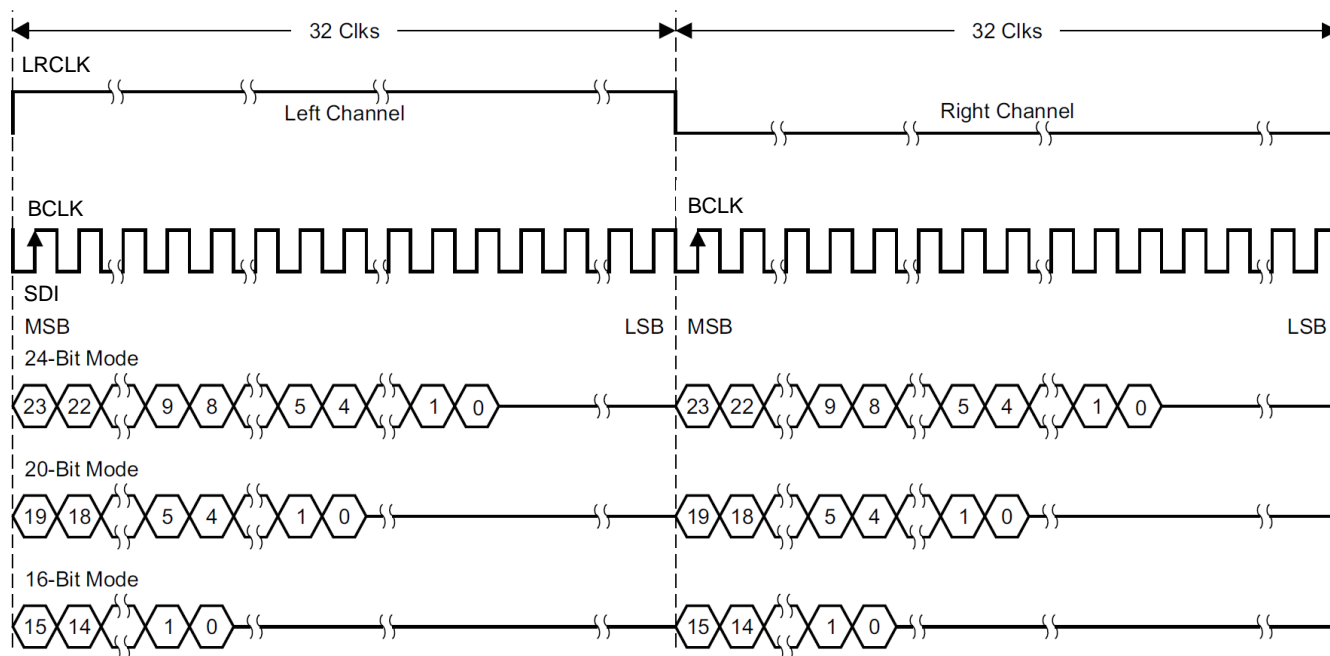 32 Clks 32 Clks
LRCLK
Left Channel Right Channel
BCLK BCLK
SDI
MSB LSB MSB LSB
24-Bit Mode
23 22 9 8 5 4 1 0 23 22 9 8 5 4 1 0
20-Bit Mode
19 18 5 4 1 0 19 18 5 4 1 0
16-Bit Mode
15 14 1 0 15 14 1 0